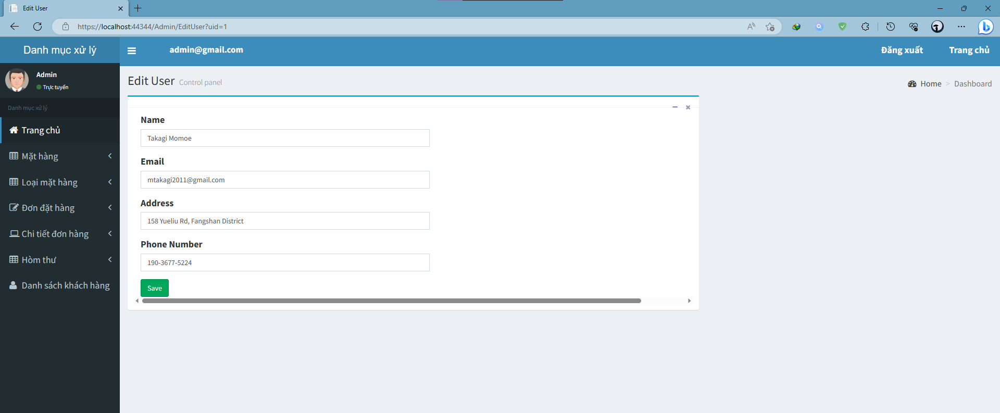 Edit User
https://localhost:44344/Admin/EditUser?uid=1
Danh mục xử lý
admin@gmail.com
Đăng xuất
Trang chủ
Admin
Trực tuyến
Danh mục xử lý
Trang chủ
Mặt hàng
Loại mặt hàng
Đơn đặt hàng
Chi tiết đơn hàng
Hòm thư
Danh sách khách hàng
Edit User Control panel
Home > Dashboard
Name
Takagi Momoe
Email
mtakagi2011@gmail.com
Address
158 Yueliu Rd, Fangshan District
Phone Number
190-3677-5224
Save